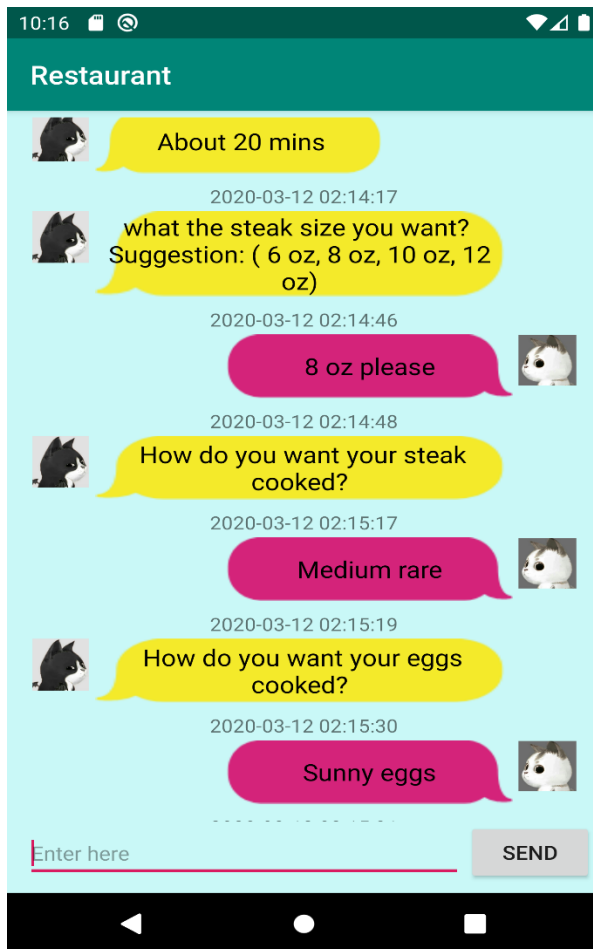 10:16
Restaurant
About 20 mins
2020-03-12 02:14:17
what the steak size you want?
Suggestion: ( 6 oz, 8 oz, 10 oz, 12
oz)
2020-03-12 02:14:46
8 oz please
2020-03-12 02:14:48
How do you want your steak
cooked?
2020-03-12 02:15:17
Medium rare
2020-03-12 02:15:19
How do you want your eggs
cooked?
2020-03-12 02:15:30
Sunny eggs
Enter here
SEND